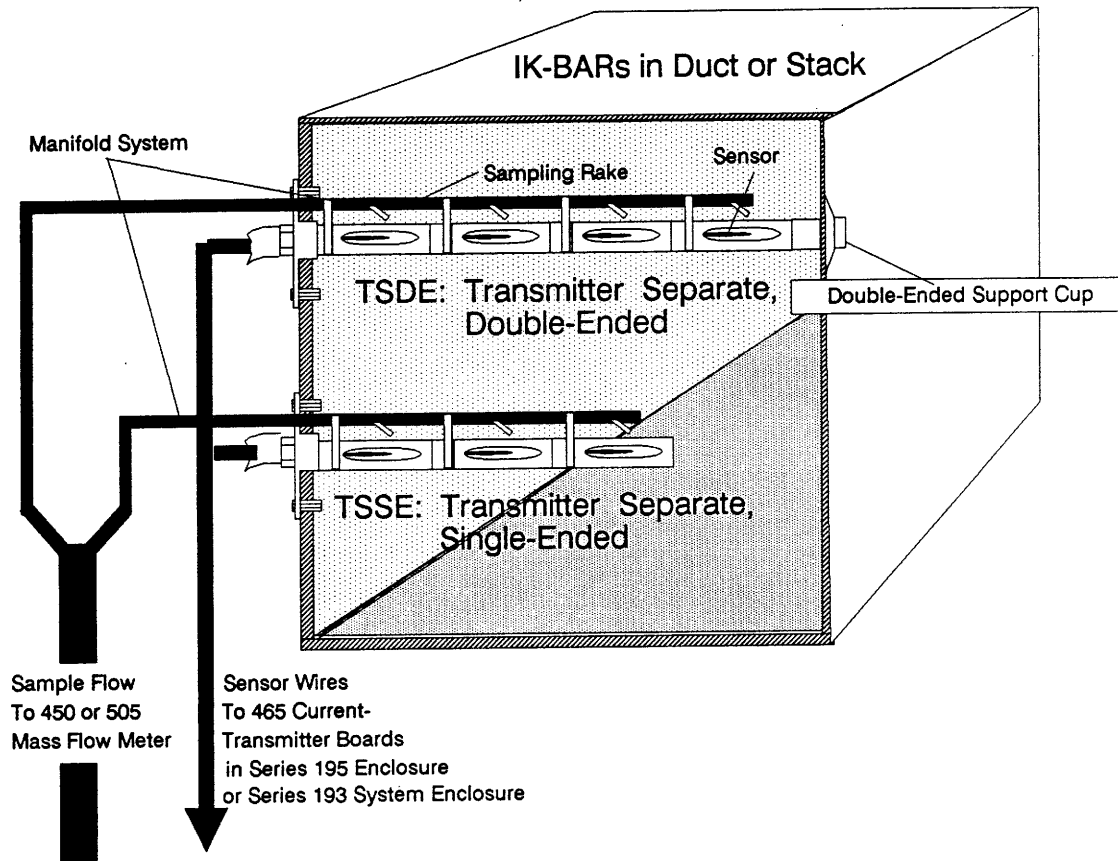 IK-BARs in Duct or Stack
Manifold System
Sensor
Sampling Rake
TSDE: Transmitter Separate,
Double-Ended
Double-Ended Support Cup
TSSE: Transmitter Separate,
Single-Ended
Sample Flow
To 450 or 505
Mass Flow Meter
Sensor Wires
To 465 Current-
Transmitter Boards
in Series 195 Enclosure
or Series 193 System Enclosure